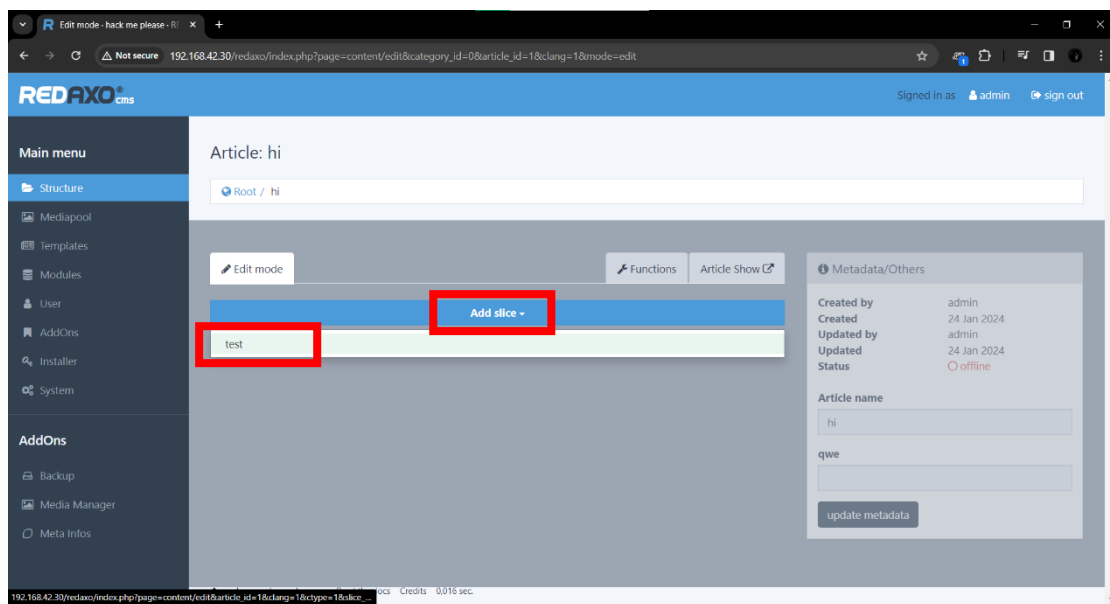 Edit mode · hack me please · RE
Not secure 192.168.42.30/redaxo/index.php?page=content/edit&category_id=0&article_id=1&clang=1&mode=edit
1
REDAXO® cms
Signed in as admin sign out
Main menu
Structure
Mediapool
Templates
Modules
User
AddOns
Installer
System
AddOns
Backup
Media Manager
Meta Infos
Article: hi
Root / hi
Edit mode
Functions
Article Show
Add slice
test
Metadata/Others
Created by admin
Created 24 Jan 2024
Updated by admin
Updated 24 Jan 2024
Status offline
Article name
hi
qwe
update metadata
ocs Credits 0,016 sec.
192.168.42.30/redaxo/index.php?page=content/edit&article_id=1&clang=1&ctype=1&slice_...